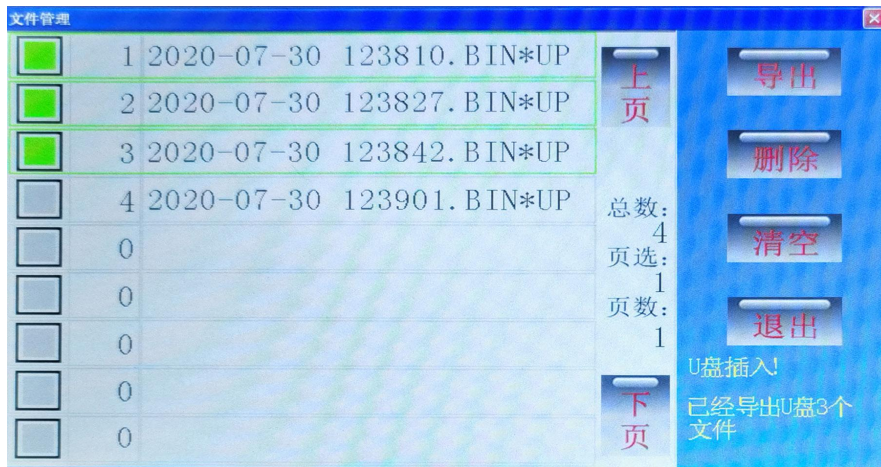 文件管理
1 2020-07-30 123810.BIN*UP
2 2020-07-30 123827.BIN*UP
3 2020-07-30 123842.BIN*UP
4 2020-07-30 123901.BIN*UP
0
0
0
0
0
上页
总数:
4
页选:
1
页数:
1
下页
导出
删除
清空
退出
U盘插入!
已经导出U盘3个
文件